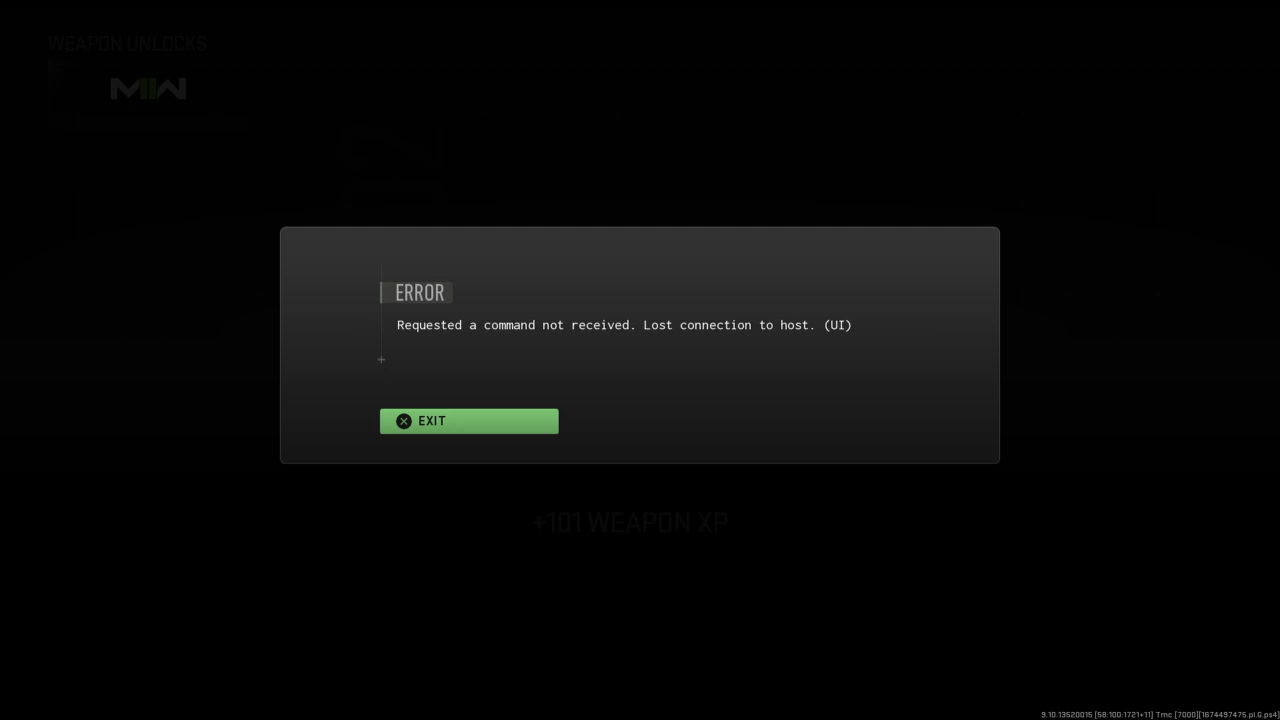 WEAPON UNLOCKS
MIIW
ERROR
Requested a command not received. Lost connection to host. (UI)
EXIT
+101 WEAPON XP
9.10.13520015 [58:100:1721+11] Tmc [7000][1674497475.pl.G.ps4]